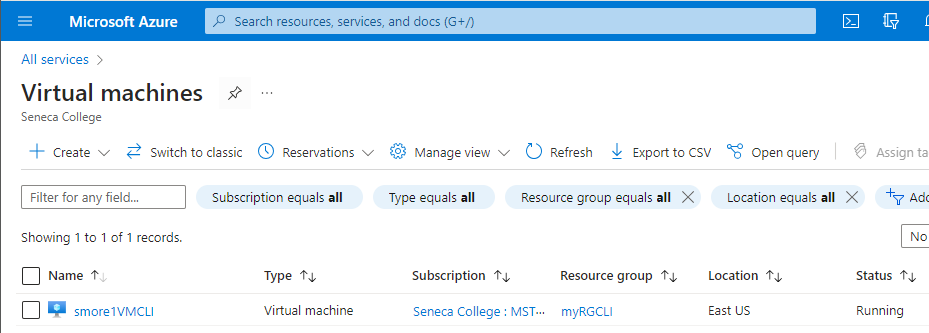 Microsoft Azure Search resources, services, and docs (G+/)
All services >
Virtual machines ...
Seneca College
+ Create Switch to classic Reservations Manage view Refresh Export to CSV Open query Assign ta
Filter for any field... Subscription equals all Type equals all Resource group equals all × Location equals all × Add
Showing 1 to 1 of 1 records. No
Name ↑↓ Type ↑↓ Subscription ↑↓ Resource group ↑↓ Location ↑↓ Status ↑↓
smore1VMCLI Virtual machine Seneca College : MST... myRGCLI East US Running